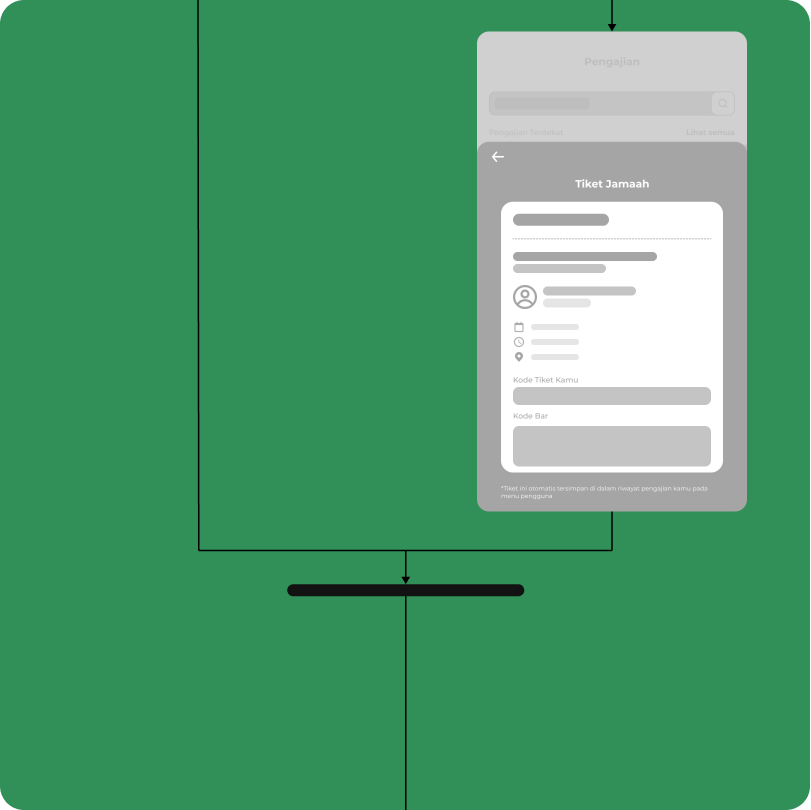 Pengajian
Pengajian Terdekat
Lihat semua
Tiket Jamaah
Kode Tiket Kamu
Kode Bar
*Tiket ini otomatis tersimpan di dalam riwayat pengajian kamu pada
menu pengguna